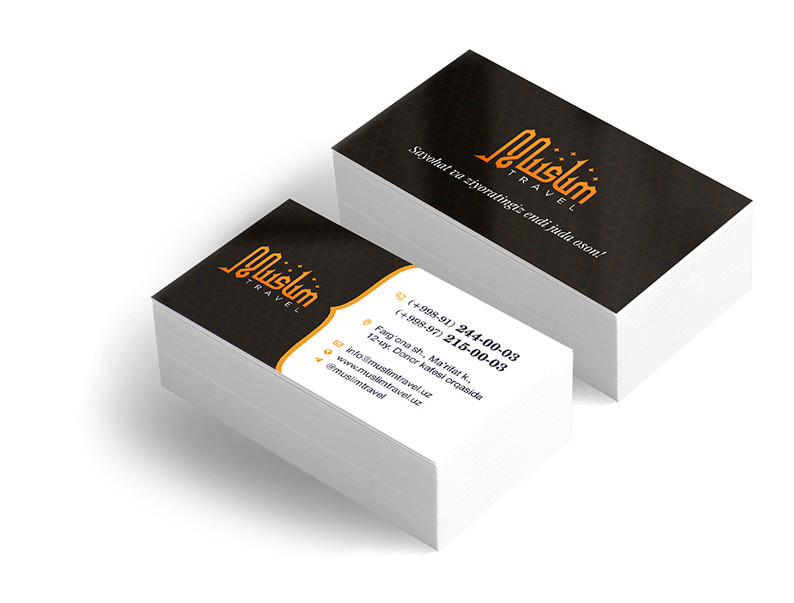 Muslim
TRAVEL
Sayohat va ziyoratingiz endi juda oson!
Muslim
TRAVEL
(+998-91) 244-00-03
(+998-97) 215-00-03
Farg'ona sh., Ma'rifat k.,
12-uy. Donor kafesi orqasida
info@muslimtravel.uz
www.muslimtravel.uz
@muslimtravel